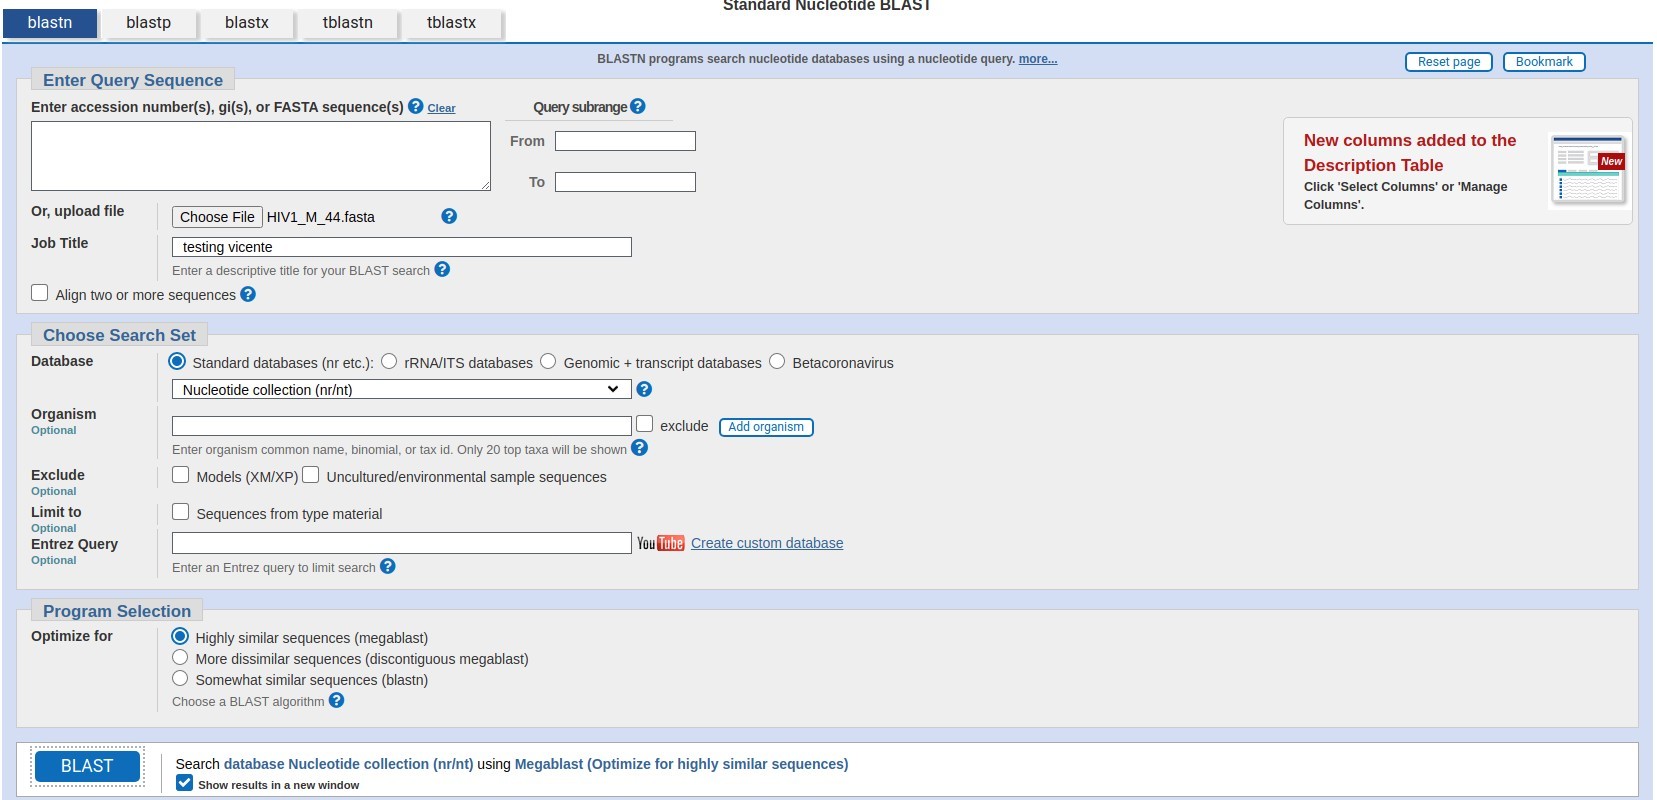 Standard Nucleotide BLAST
blastn blastp blastx tblastn tblastx
BLASTN programs search nucleotide databases using a nucleotide query. more...
Reset page Bookmark
Enter Query Sequence
Enter accession number(s), gi(s), or FASTA sequence(s) ? Clear
Query subrange ?
From
To
New columns added to the
Description Table
Click 'Select Columns' or 'Manage
Columns'.
New
Or, upload file Choose File HIV1_M_44.fasta ?
Job Title testing vicente
Enter a descriptive title for your BLAST search ?
Align two or more sequences ?
Choose Search Set
Database Standard databases (nr etc.): rRNA/ITS databases Genomic + transcript databases Betacoronavirus
Nucleotide collection (nr/nt) ?
Organism
Optional
exclude Add organism
Enter organism common name, binomial, or tax id. Only 20 top taxa will be shown ?
Exclude
Optional
Models (XM/XP) Uncultured/environmental sample sequences
Limit to
Optional
Sequences from type material
Entrez Query
Optional
YouTube Create custom database
Enter an Entrez query to limit search ?
Program Selection
Optimize for
Highly similar sequences (megablast)
More dissimilar sequences (discontiguous megablast)
Somewhat similar sequences (blastn)
Choose a BLAST algorithm ?
BLAST
Search database Nucleotide collection (nr/nt) using Megablast (Optimize for highly similar sequences)
Show results in a new window